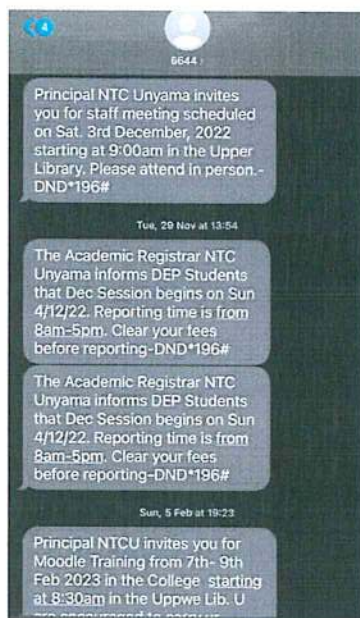 4
6644
Principal NTC Unyama invites
you for staff meeting scheduled
on Sat. 3rd December, 2022
starting at 9:00am in the Upper
Library. Please attend in person.-
DND*196#
Tue, 29 Nov at 13:54
The Academic Registrar NTC
Unyama informs DEP Students
that Dec Session begins on Sun
4/12/22. Reporting time is from
8am-5pm. Clear your fees
before reporting-DND*196#
The Academic Registrar NTC
Unyama informs DEP Students
that Dec Session begins on Sun
4/12/22. Reporting time is from
8am-5pm. Clear your fees
before reporting-DND*196#
Sun, 5 Feb at 19:23
Principal NTCU invites you for
Moodle Training from 7th- 9th
Feb 2023 in the College starting
at 8:30am in the Uppwe Lib. U
are encouraged to carry ur